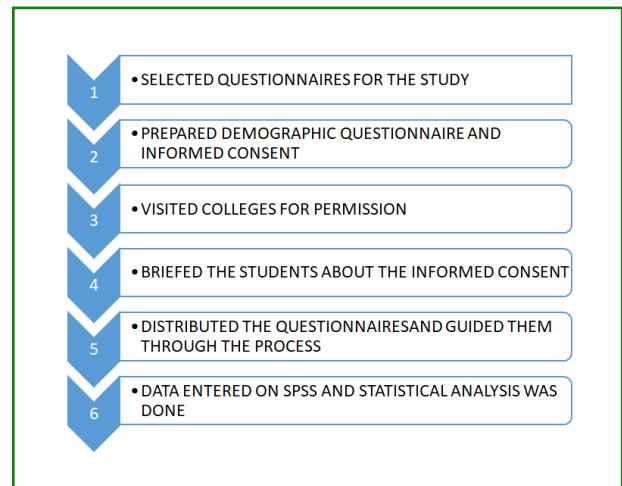 1
• SELECTED QUESTIONNAIRES FOR THE STUDY
2
• PREPARED DEMOGRAPHIC QUESTIONNAIRE AND
INFORMED CONSENT
3
• VISITED COLLEGES FOR PERMISSION
4
• BRIEFED THE STUDENTS ABOUT THE INFORMED CONSENT
5
• DISTRIBUTED THE QUESTIONNAIRESAND GUIDED THEM
THROUGH THE PROCESS
6
• DATA ENTERED ON SPSS AND STATISTICAL ANALYSIS WAS
DONE